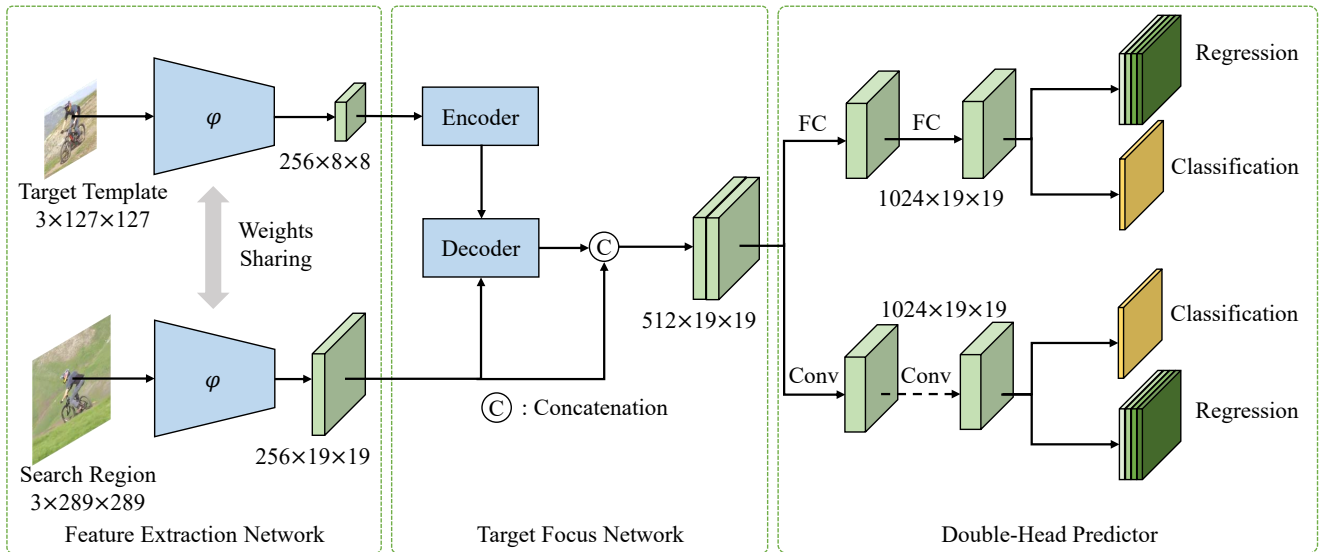 φ
256×8×8
Target Template
3×127×127
Weights
Sharing
φ
256×19×19
Search Region
3×289×289
Feature Extraction Network
Encoder
Decoder
C
512×19×19
C : Concatenation
Target Focus Network
FC
FC
1024×19×19
Regression
Classification
1024×19×19
Conv
Conv
Classification
Regression
Double-Head Predictor